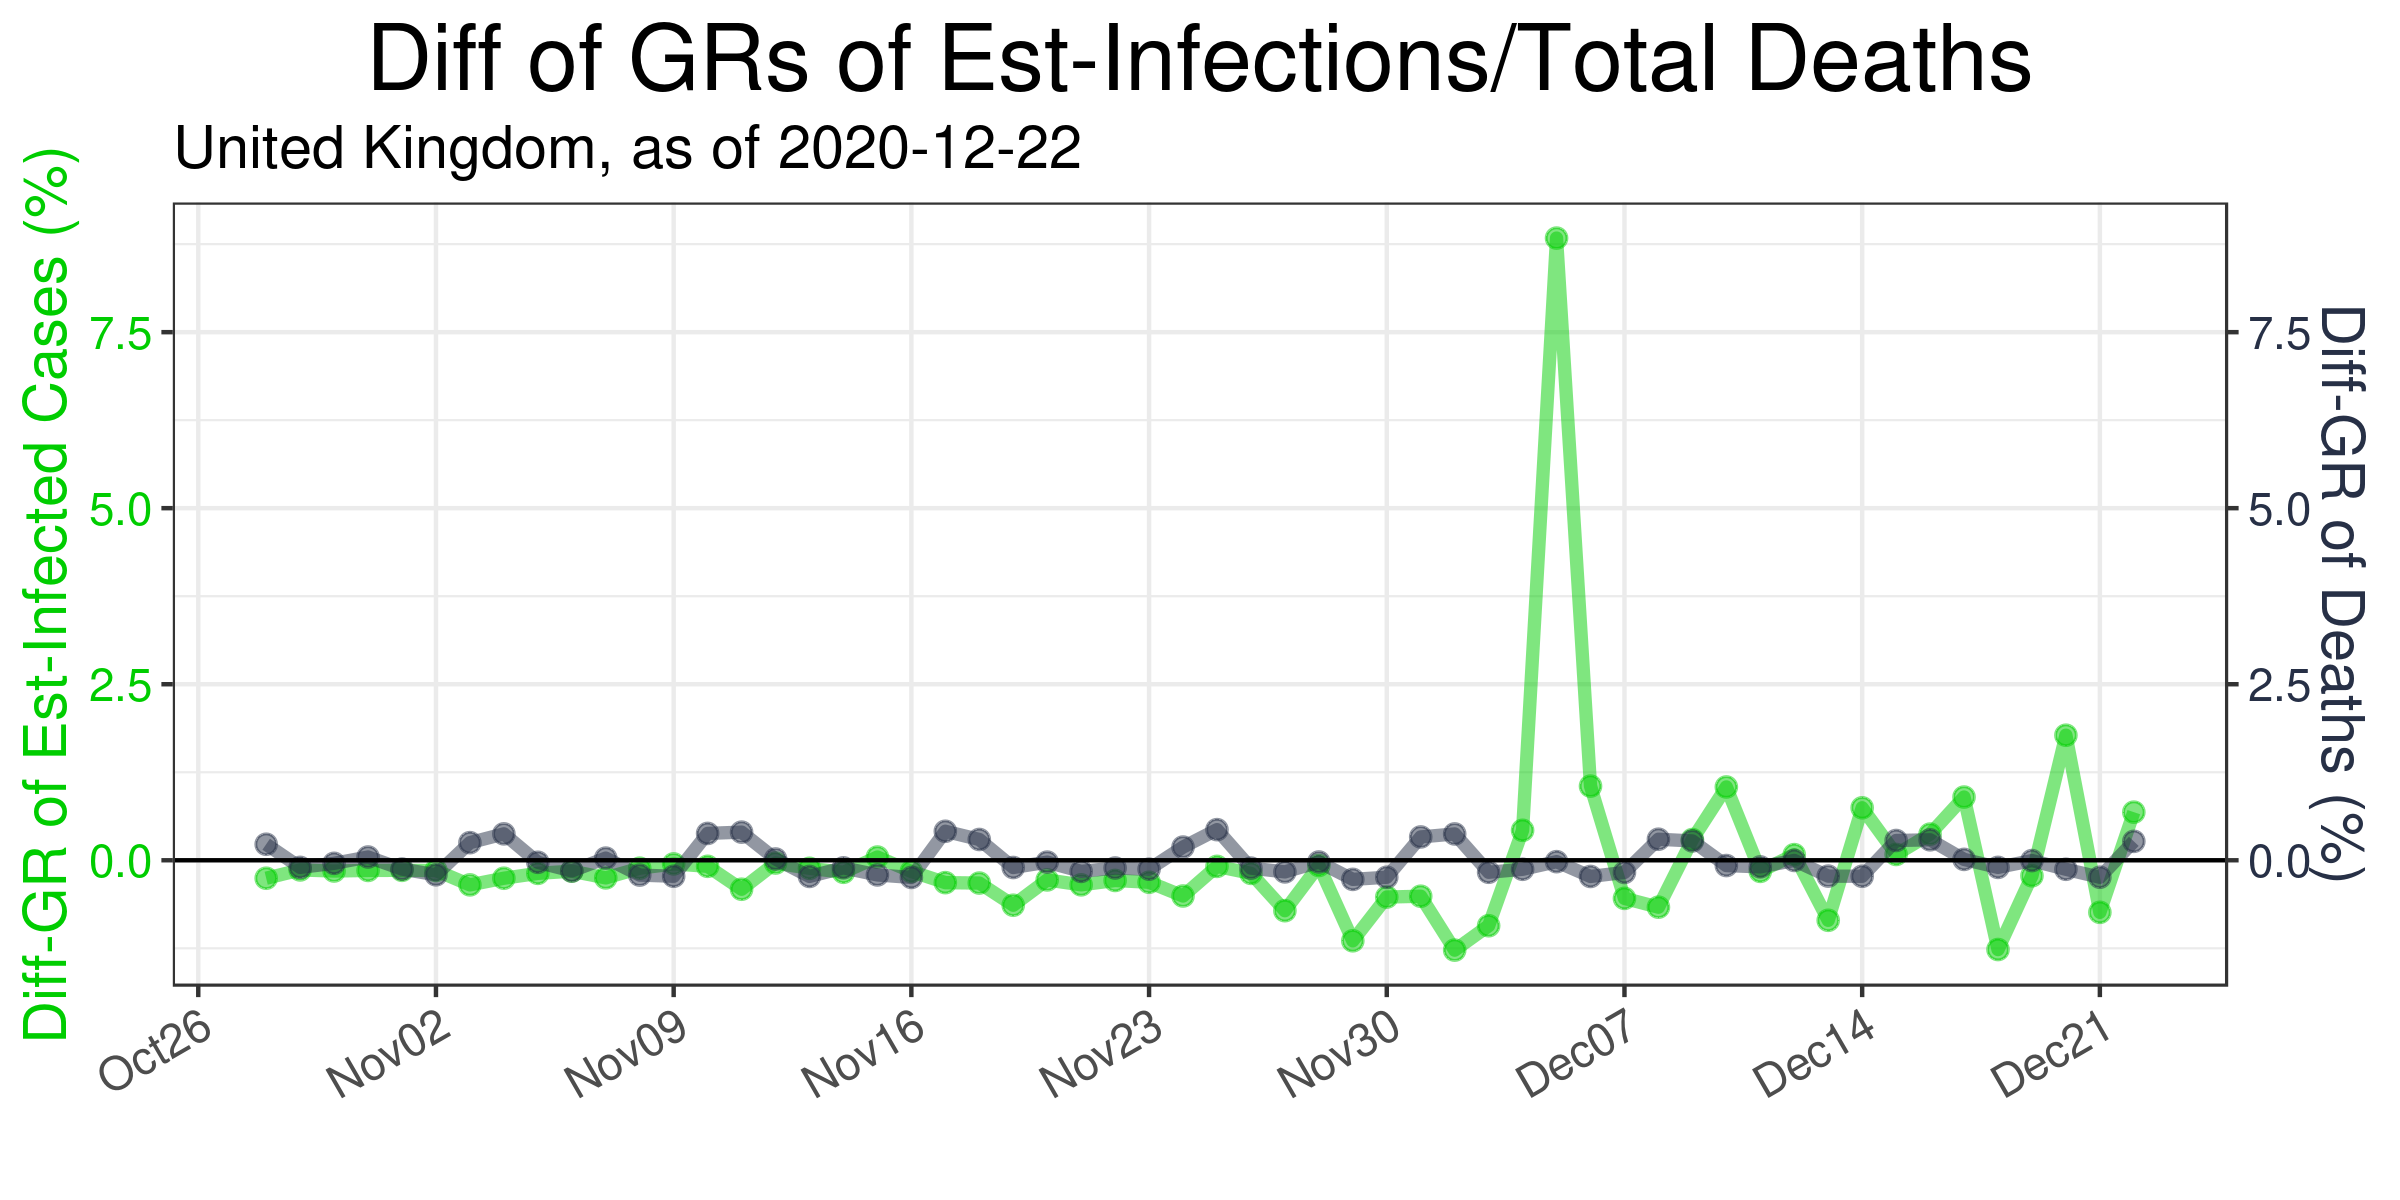 Diff of GRs of Est-Infections/Total Deaths
United Kingdom, as of 2020-12-22
Diff-GR of Est-Infected Cases (%)
7.5
5.0
2.5
0.0
7.5
5.0
2.5
0.0
Diff-GR of Deaths (%)
Oct26
Nov02
Nov09
Nov16
Nov23
Nov30
Dec07
Dec14
Dec21